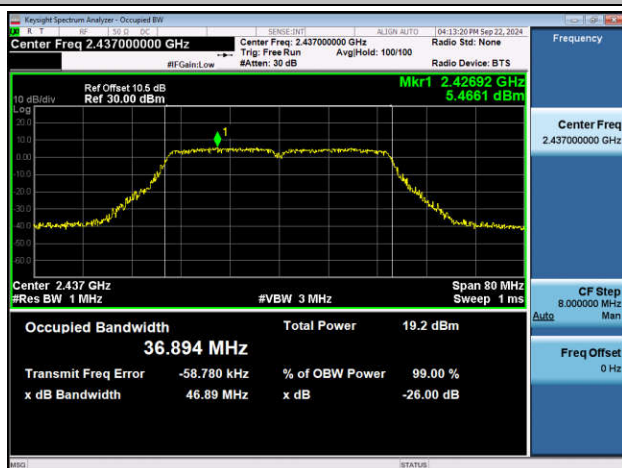 Keysight Spectrum Analyzer - Occupied BW
R T RF 50 Ω DC SENSE:INT ALIGN AUTO 04:13:20 PM Sep 22, 2024
Center Freq 2.437000000 GHz Center Freq: 2.437000000 GHz Radio Std: None Frequency
Trig: Free Run Avg|Hold: 100/100
#IFGain:Low #Atten: 30 dB Radio Device: BTS
Ref Offset 10.5 dB Mkr1 2.42692 GHz
10 dB/div Ref 30.00 dBm 5.4661 dBm
Log
20.0
10.0
1
0.00
-10.0
-20.0
-30.0
-40.0
-50.0
-60.0
Center Freq
2.437000000 GHz
Center 2.437 GHz Span 80 MHz
#Res BW 1 MHz #VBW 3 MHz Sweep 1 ms
CF Step
8.000000 MHz
Auto Man
Occupied Bandwidth Total Power 19.2 dBm
36.894 MHz
Freq Offset
0 Hz
Transmit Freq Error -58.780 kHz % of OBW Power 99.00 %
x dB Bandwidth 46.89 MHz x dB -26.00 dB
MSG STATUS